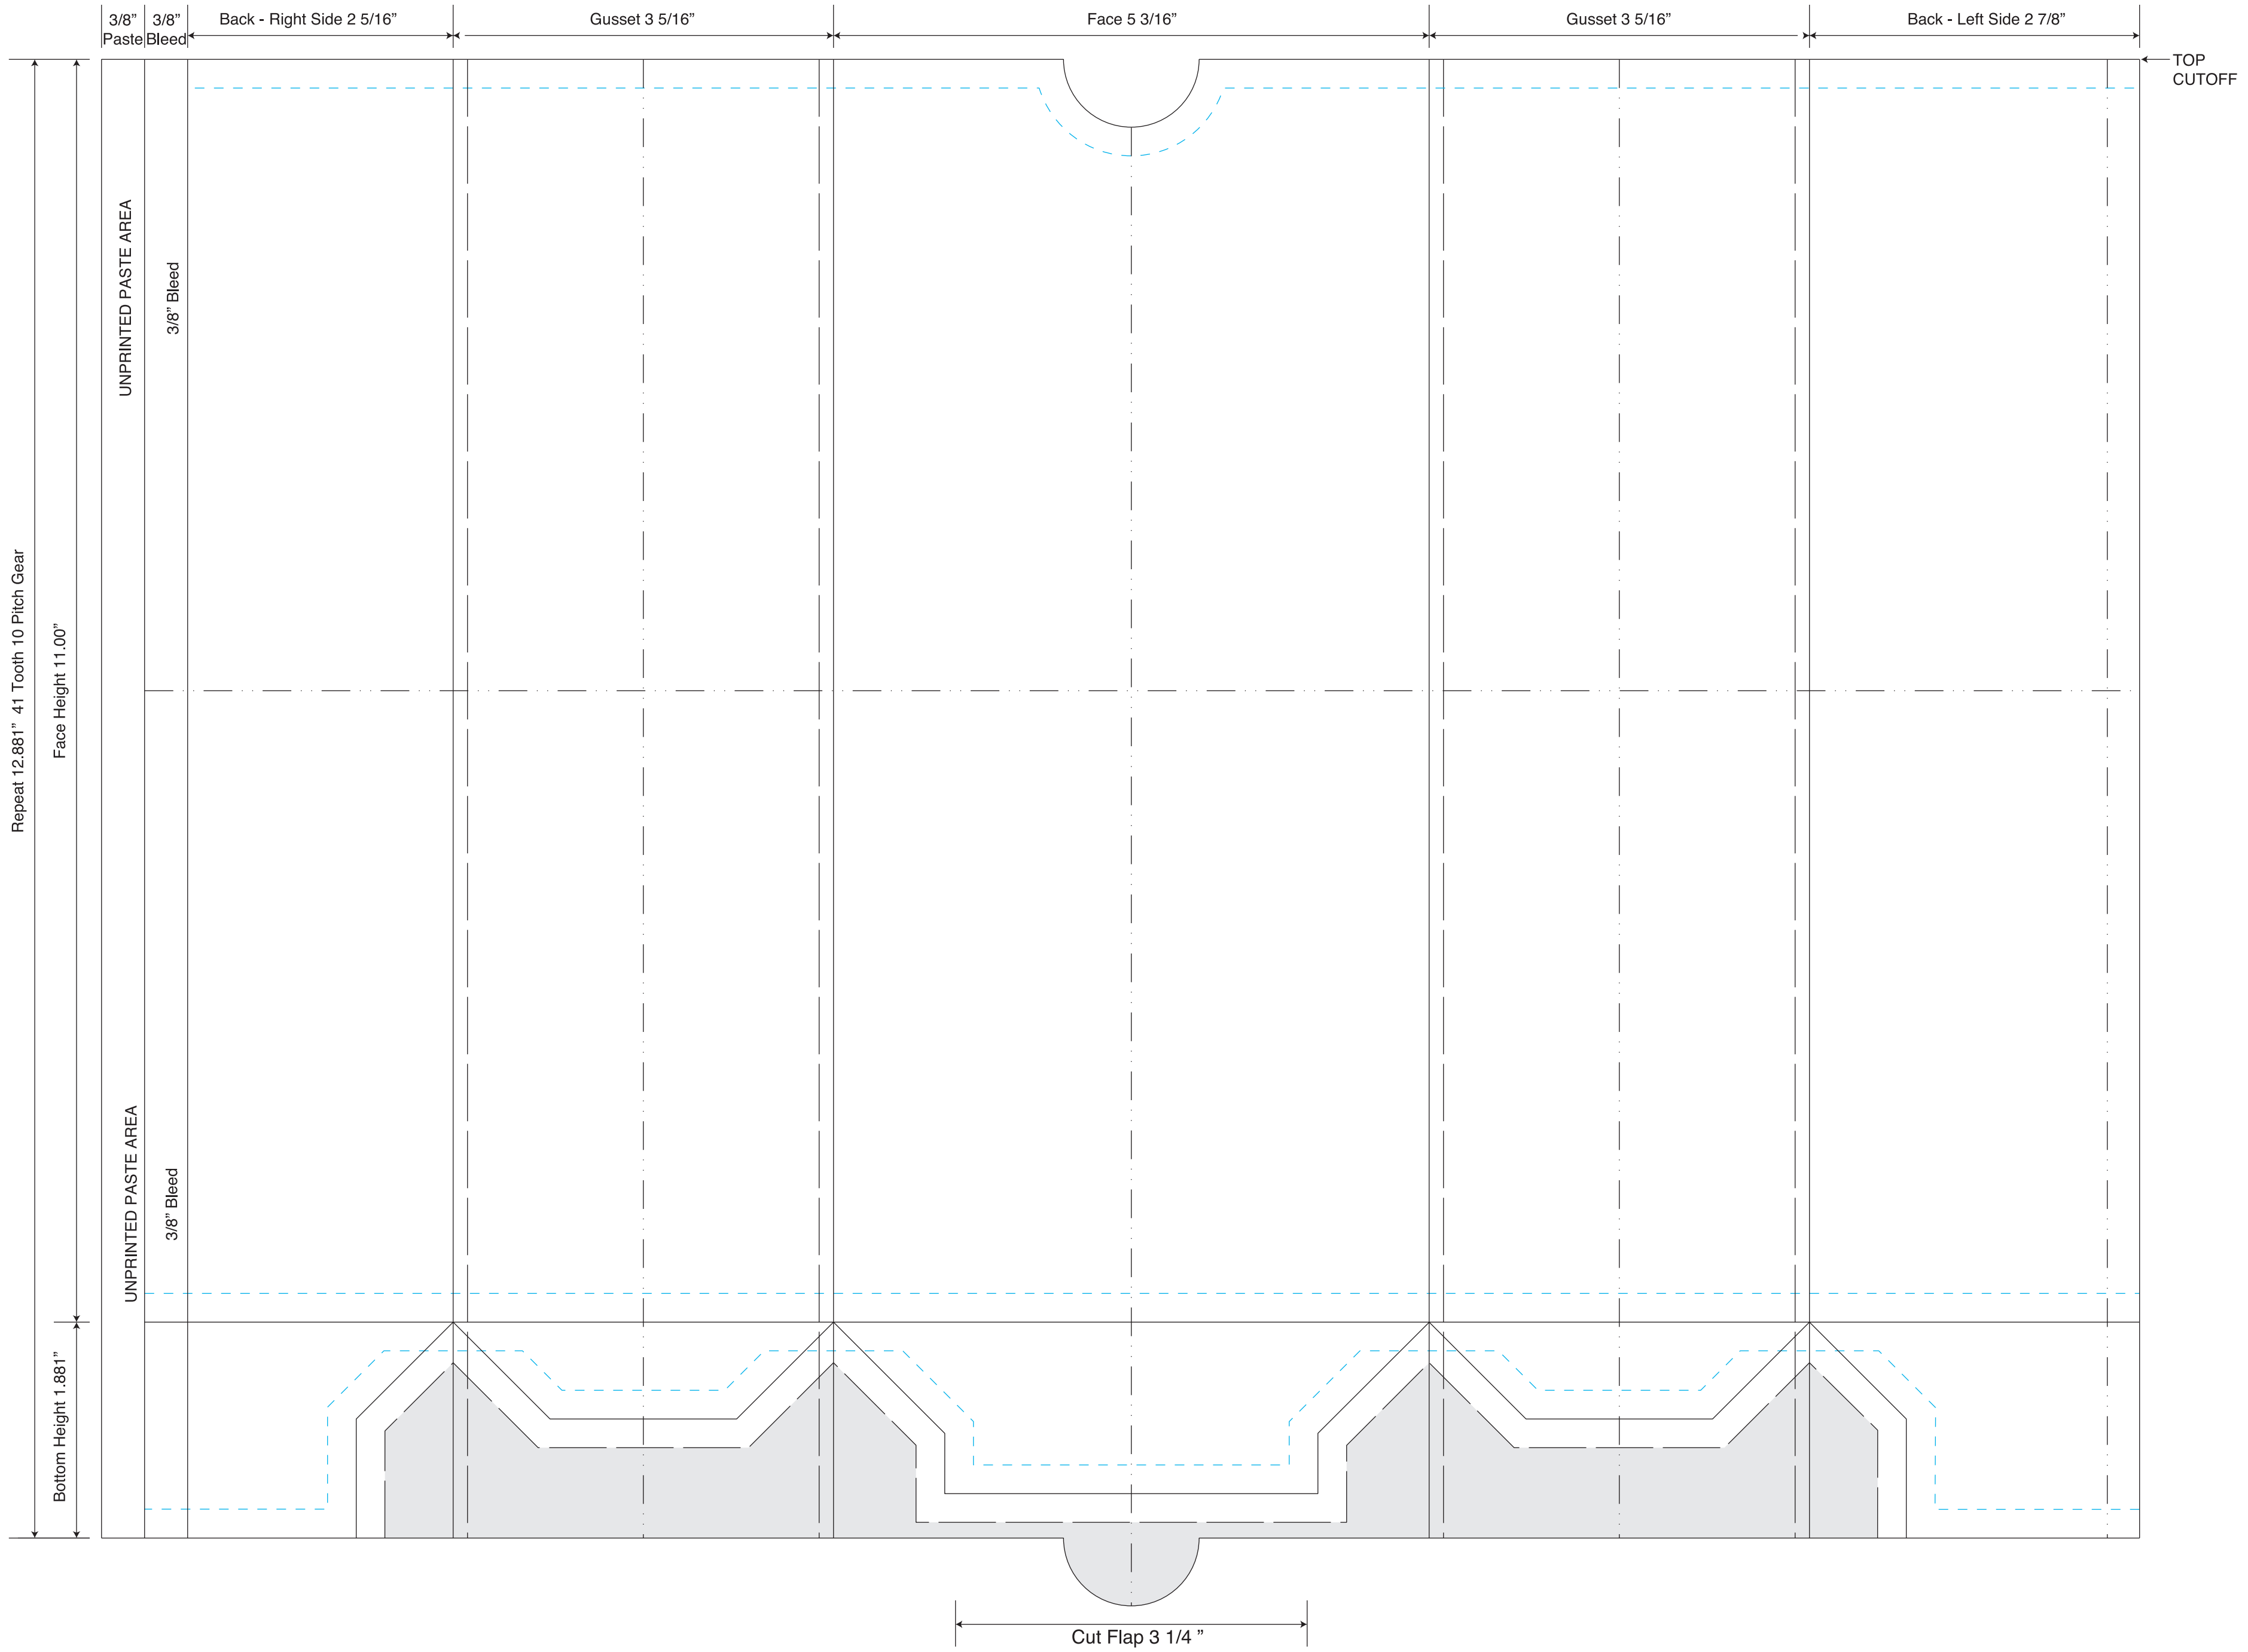 3/8”
Paste
3/8”
Bleed
Back - Right Side 2 5/16”
Gusset 3 5/16”
Face 5 3/16”
Gusset 3 5/16”
Back - Left Side 2 7/8”
TOP
CUTOFF
UNPRINTED PASTE AREA
3/8” Bleed
Repeat 12.881” 41 Tooth 10 Pitch Gear
Face Height 11.00”
UNPRINTED PASTE AREA
3/8” Bleed
Bottom Height 1.881”
Cut Flap 3 1/4 ”